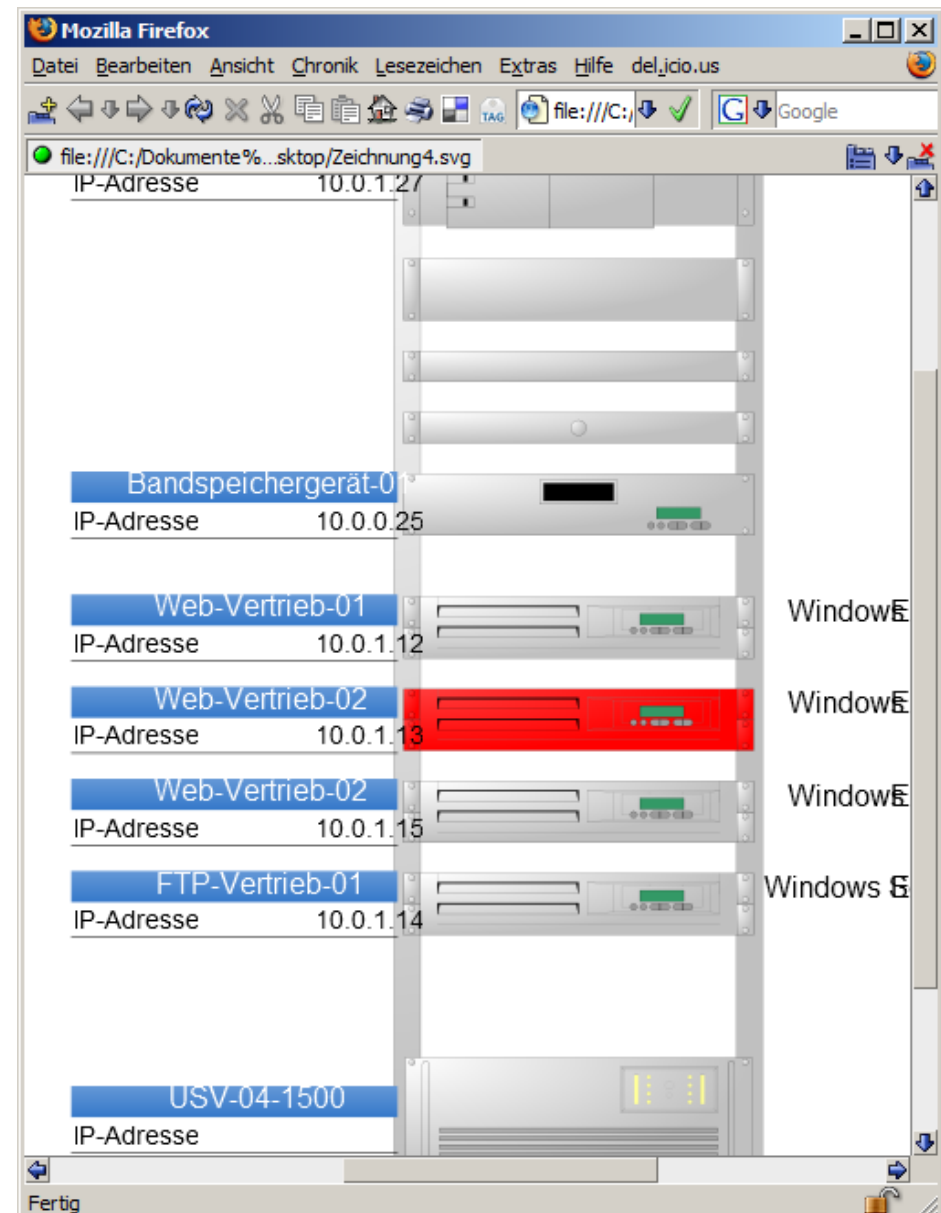 Mozilla Firefox
Datei Bearbeiten Ansicht Chronik Lesezeichen Extras Hilfe del.icio.us
TAG file:///C:/ G Google
file:///C:/Dokumente%...sktop/Zeichnung4.svg
IP-Adresse 10.0.1.27
Bandspeichergerät-01
IP-Adresse 10.0.0.25
Web-Vertrieb-01
Windows
IP-Adresse 10.0.1.12
Web-Vertrieb-02
Windows
IP-Adresse 10.0.1.13
Web-Vertrieb-02
Windows
IP-Adresse 10.0.1.15
FTP-Vertrieb-01
Windows
IP-Adresse 10.0.1.14
USV-04-1500
IP-Adresse
Fertig